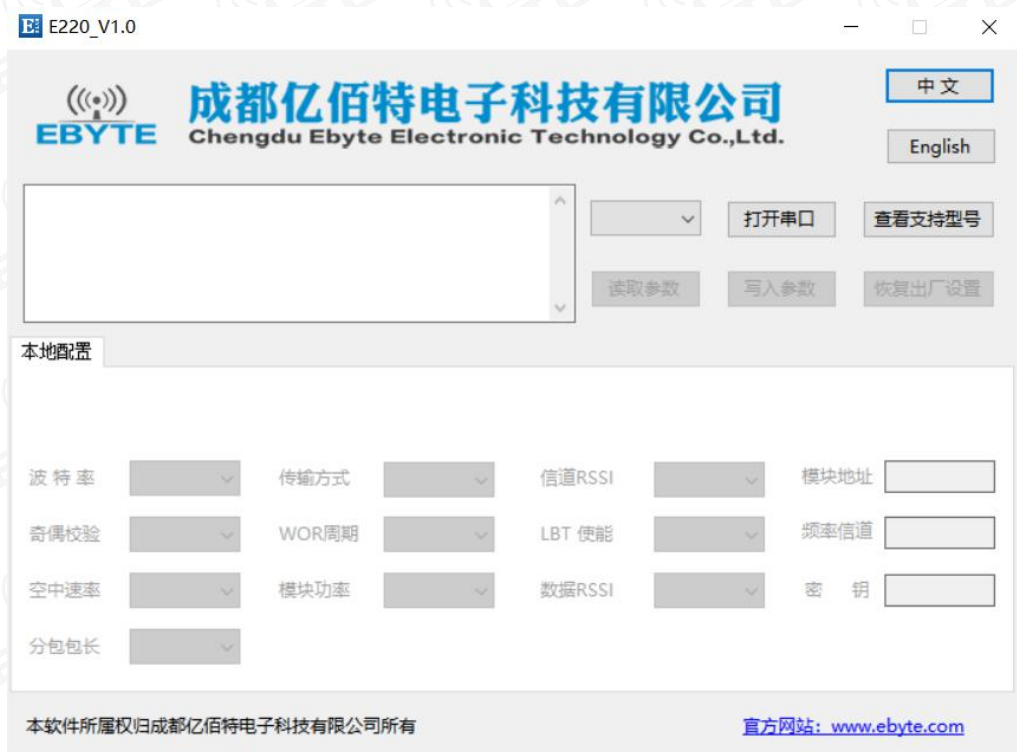 E220_V1.0
EBYTE
成都亿佰特电子科技有限公司
Chengdu Ebyte Electronic Technology Co.,Ltd.
中文
English
打开串口
查看支持型号
读取参数
写入参数
恢复出厂设置
本地配置
波特率
传输方式
信道RSSI
模块地址
奇偶校验
WOR周期
LBT 使能
频率信道
空中速率
模块功率
数据RSSI
密 钥
分包包长
本软件所属权归成都亿佰特电子科技有限公司所有
官方网站：www.ebyte.com